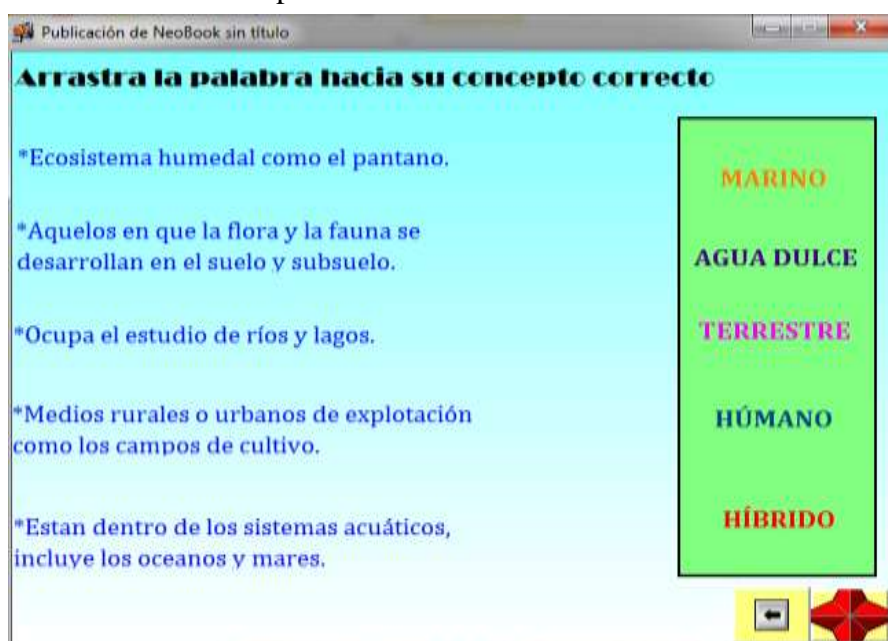 Publicación de NeoBook sin título
Arrastra la palabra hacia su concepto correcto
*Ecosistema humedal como el pantano.
*Aquelos en que la flora y la fauna se
desarrollan en el suelo y subsuelo.
*Ocupa el estudio de ríos y lagos.
*Medios rurales o urbanos de explotación
como los campos de cultivo.
*Estan dentro de los sistemas acuáticos,
incluye los oceanos y mares.
MARINO
AGUA DULCE
TERRESTRE
HÚMANO
HÍBRIDO